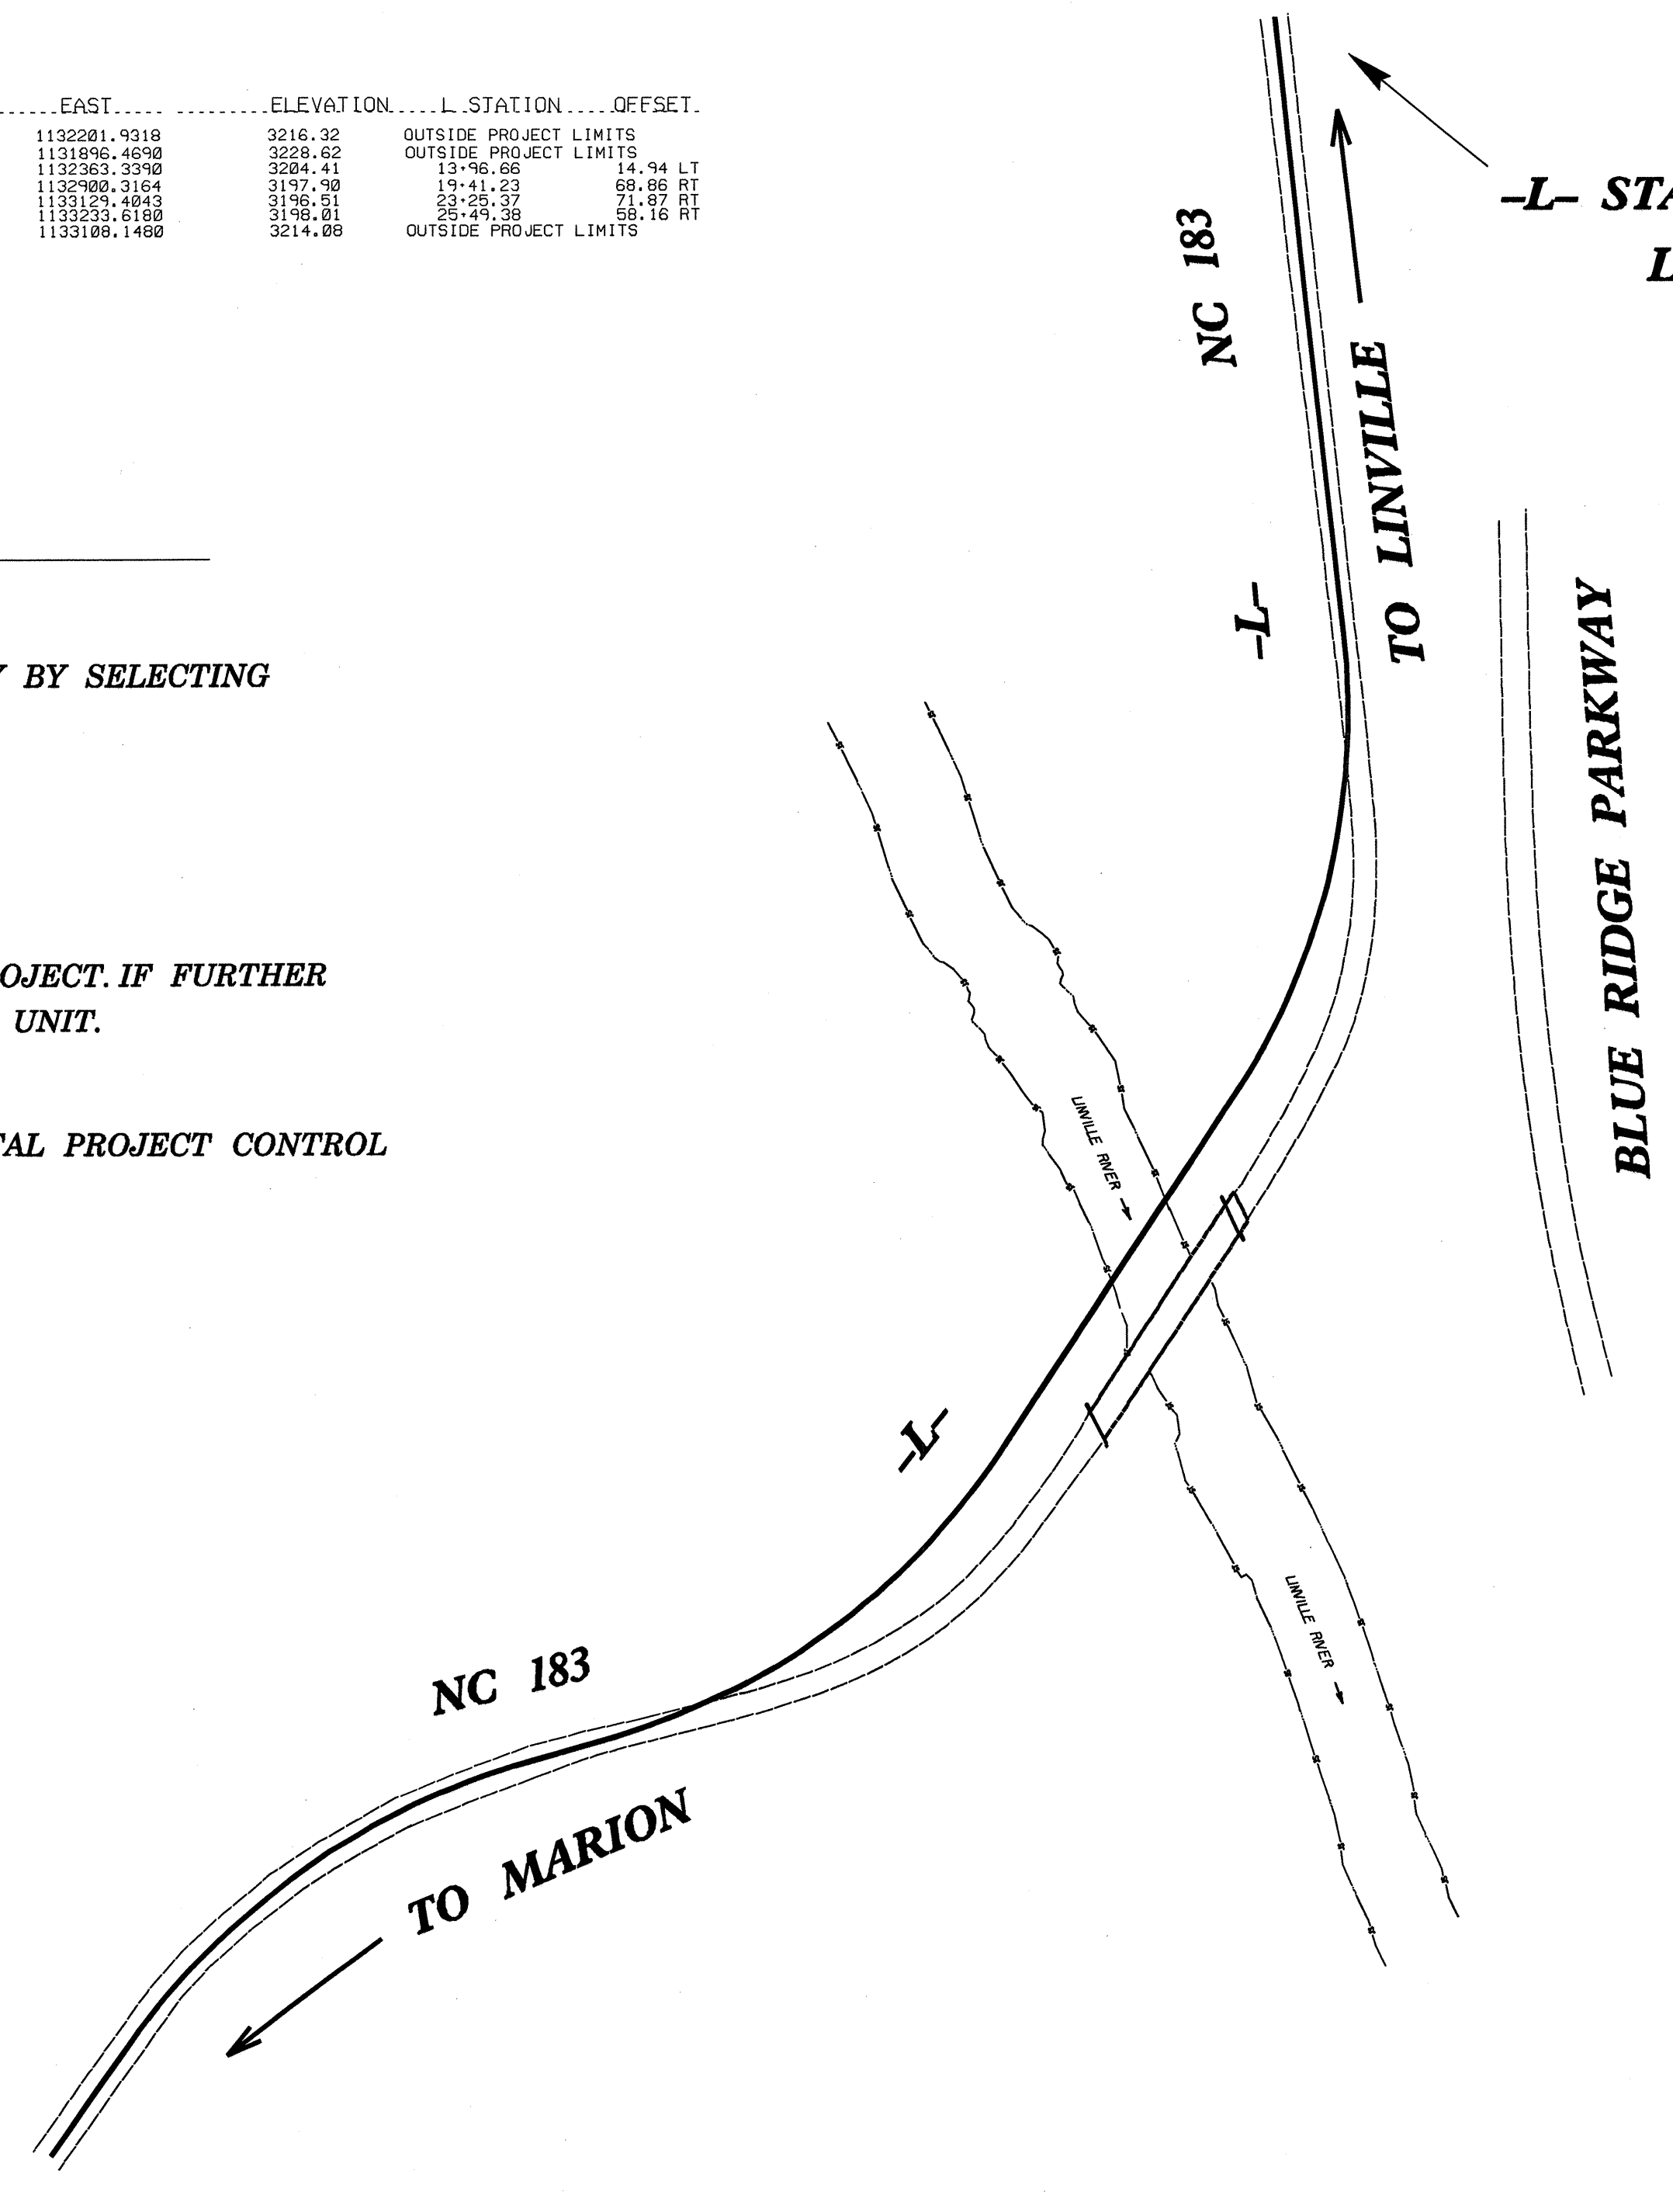 EAST ELEVATION L STATION OFFSET
1132201.9318 3216.32 OUTSIDE PROJECT LIMITS
1131896.4690 3228.62 OUTSIDE PROJECT LIMITS
1132363.3390 3204.41 13+96.66 14.94 LT
1132900.3164 3197.90 19+41.23 68.86 RT
1133129.4043 3196.51 23+25.37 71.87 RT
1133233.6180 3198.01 25+49.38 58.16 RT
1133108.1480 3214.08 OUTSIDE PROJECT LIMITS
-L- STA
L
NC 183
TO LINVILLE
-L-
BLUE RIDGE PARKWAY
Y BY SELECTING
OJECT. IF FURTHER
UNIT.
TAL PROJECT CONTROL
LINVILLE RIVER
-L-
LINVILLE RIVER
NC 183
TO MARION